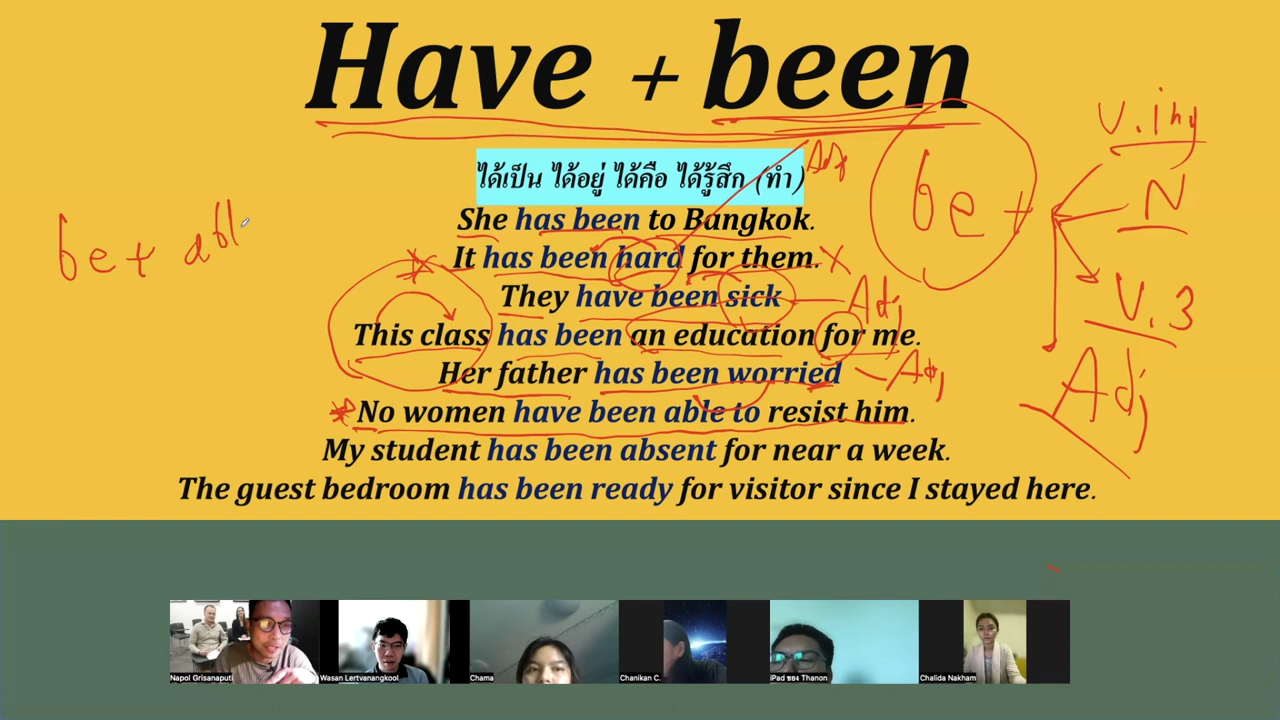 Have + been
ได้เป็น ได้อยู่ ได้คือ ได้รู้สึก (ทำ)
Adj
She has been to Bangkok.
It has been hard for them.
They have been sick
Adj
This class has been an education for me.
Her father has been worried
Adj
No women have been able to resist him.
My student has been absent for near a week.
The guest bedroom has been ready for visitor since I stayed here.
be + abl
be +
V.ing
N
V.3
Adj
Napol Grisanaputi
Wasan Lertvanangkool
Chama
Chanikan C.
iPad ของ Thanon
Chalida Nakham